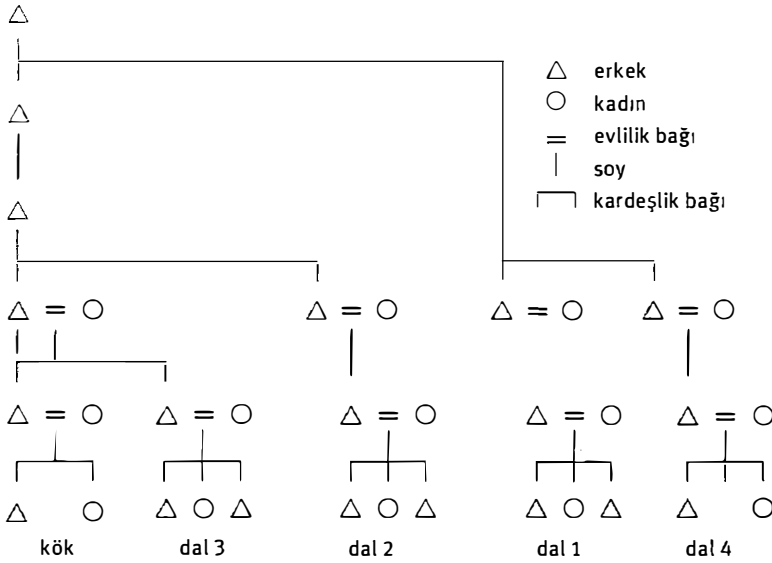 erkek
kadın
evlilik bağı
soy
kardeşlik bağı
kök
dal 3
dal 2
dal 1
dal 4